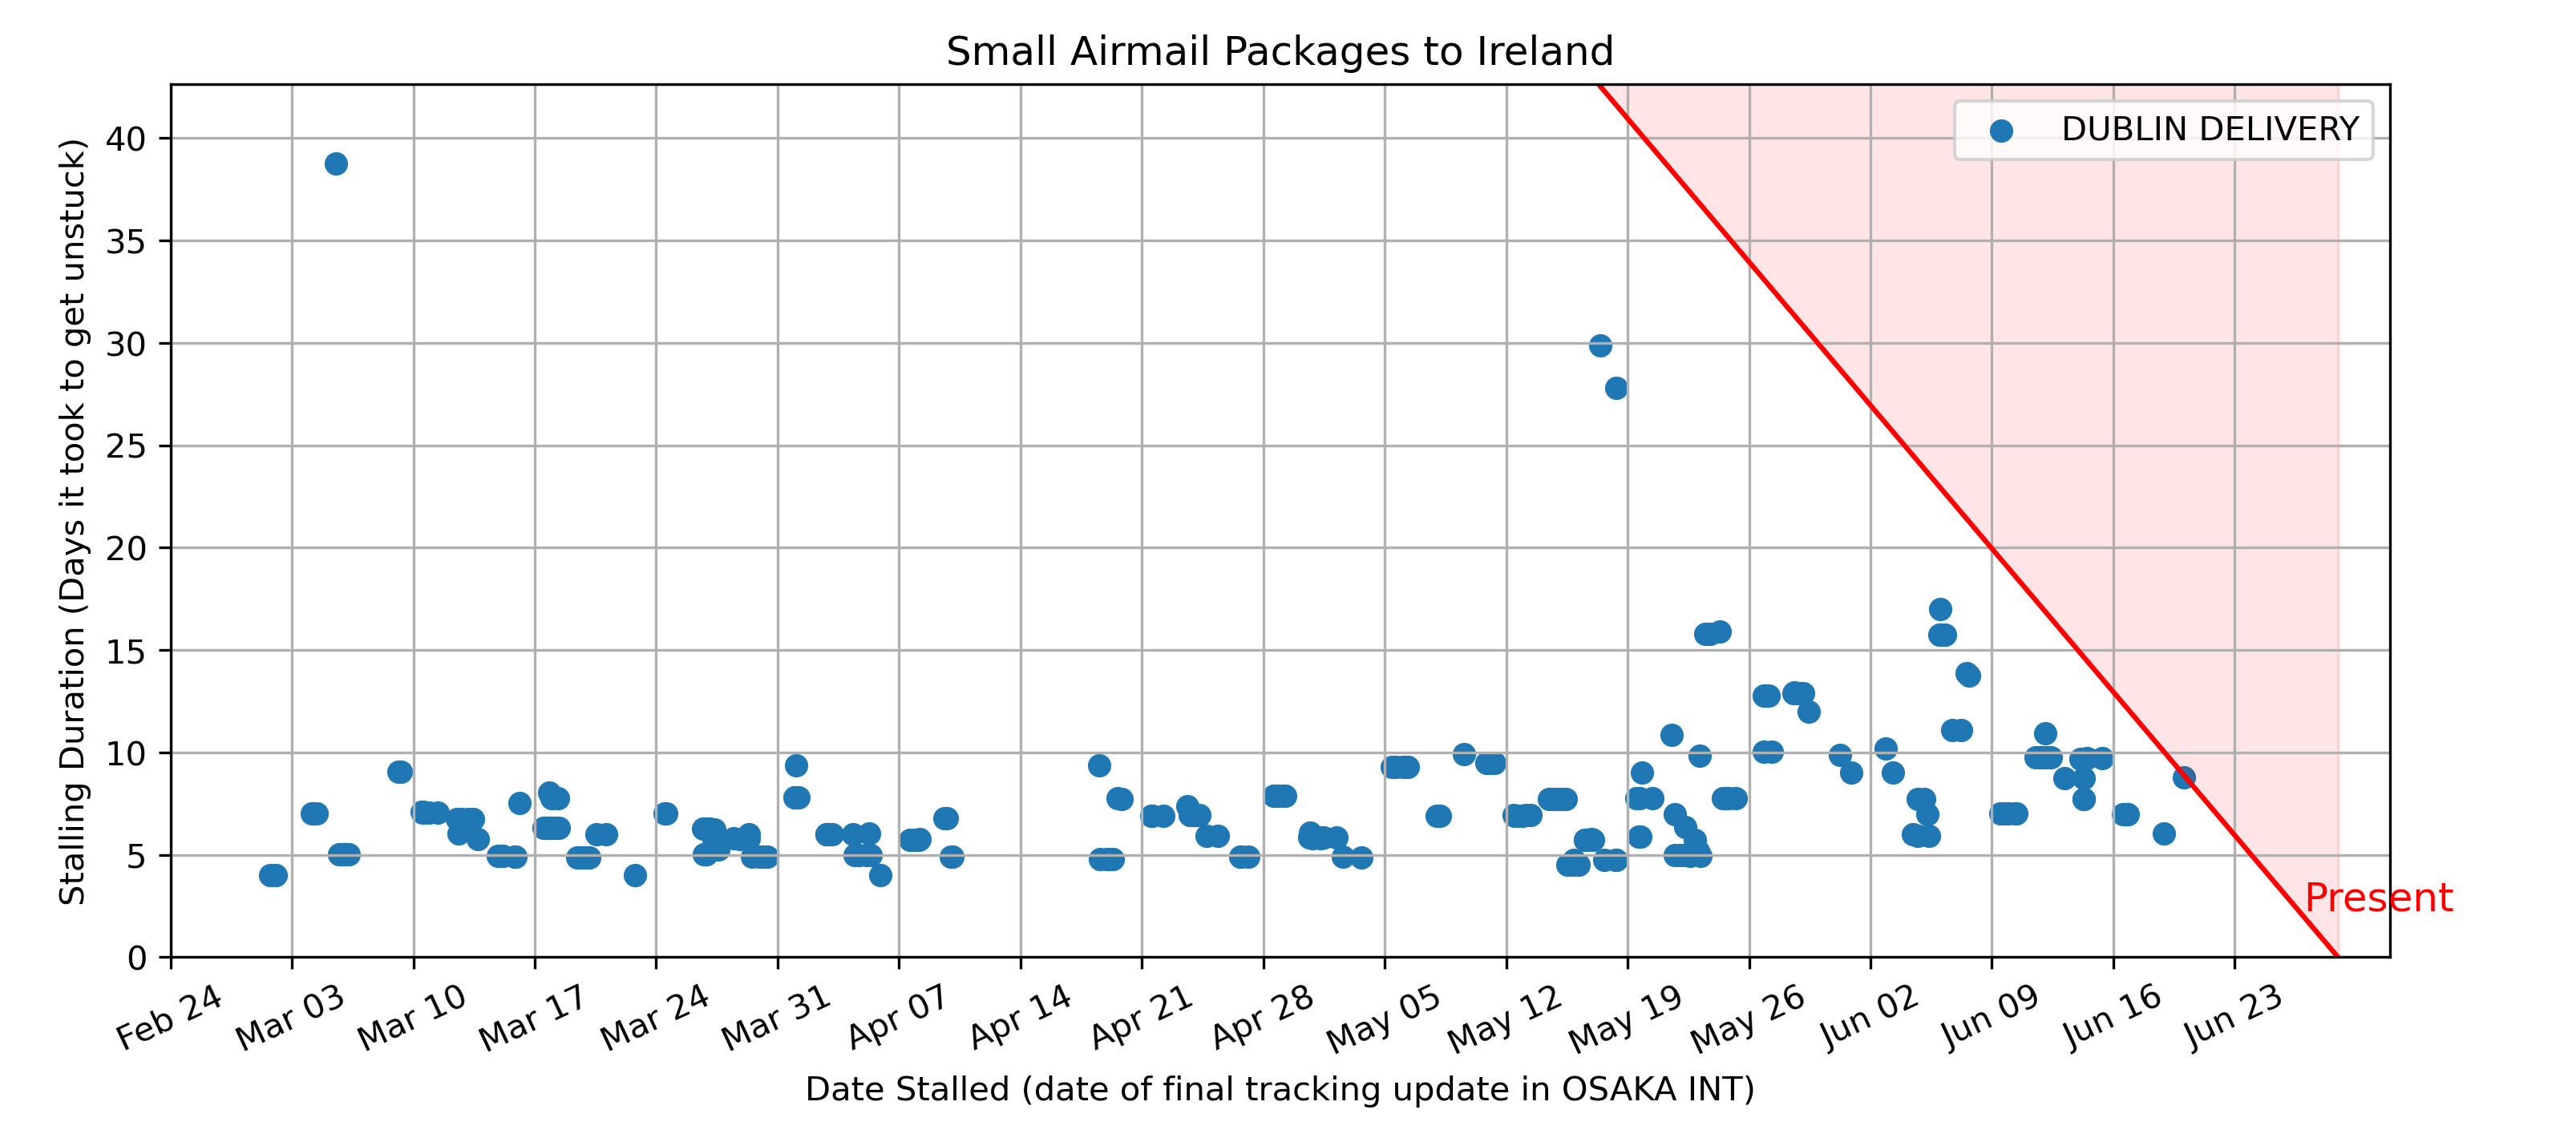 Small Airmail Packages to Ireland
DUBLIN DELIVERY
Stalling Duration (Days it took to get unstuck)
40
35
30
25
20
15
10
5
0
Present
Feb 24
Mar 03
Mar 10
Mar 17
Mar 24
Mar 31
Apr 07
Apr 14
Apr 21
Apr 28
May 05
May 12
May 19
May 26
Jun 02
Jun 09
Jun 16
Jun 23
Date Stalled (date of final tracking update in OSAKA INT)